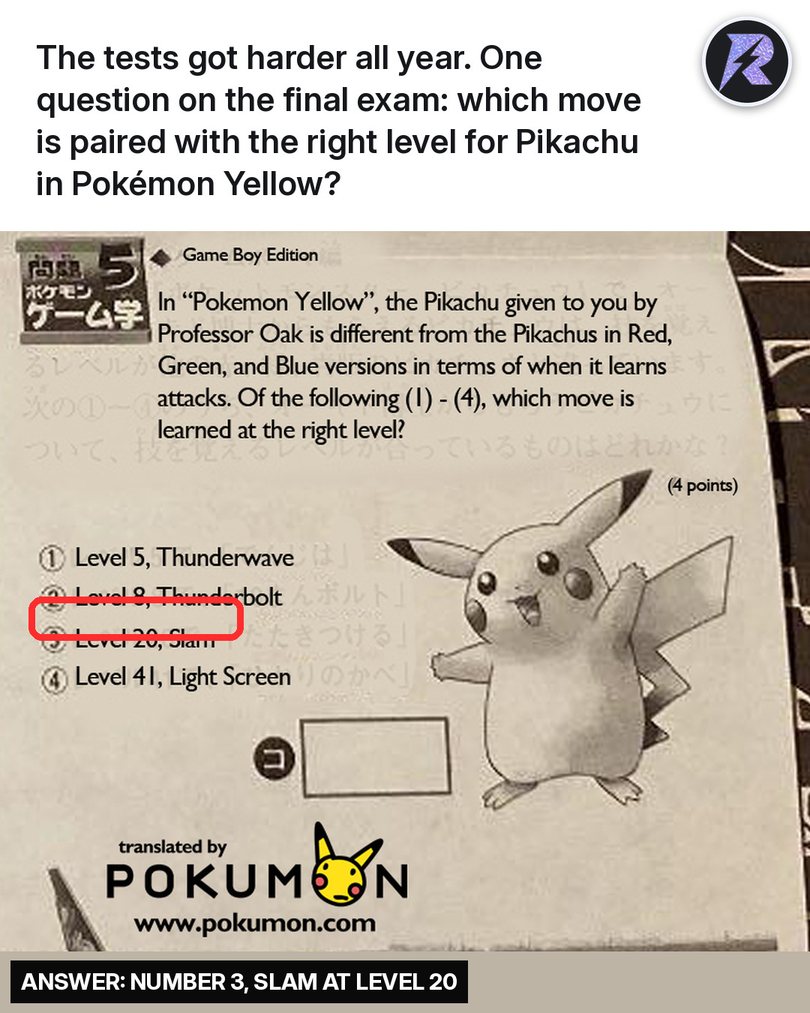 The tests got harder all year. One
question on the final exam: which move
is paired with the right level for Pikachu
in Pokémon Yellow?
問題 5
ポケモン
ゲーム学
Game Boy Edition
In “Pokemon Yellow”, the Pikachu given to you by
Professor Oak is different from the Pikachus in Red,
Green, and Blue versions in terms of when it learns
attacks. Of the following (1) - (4), which move is
learned at the right level?
(4 points)
① Level 5, Thunderwave
② Level 8, Thunderbolt
③ Level 20, Slam
④ Level 41, Light Screen
コ
translated by
POKUMON
www.pokumon.com
ANSWER: NUMBER 3, SLAM AT LEVEL 20